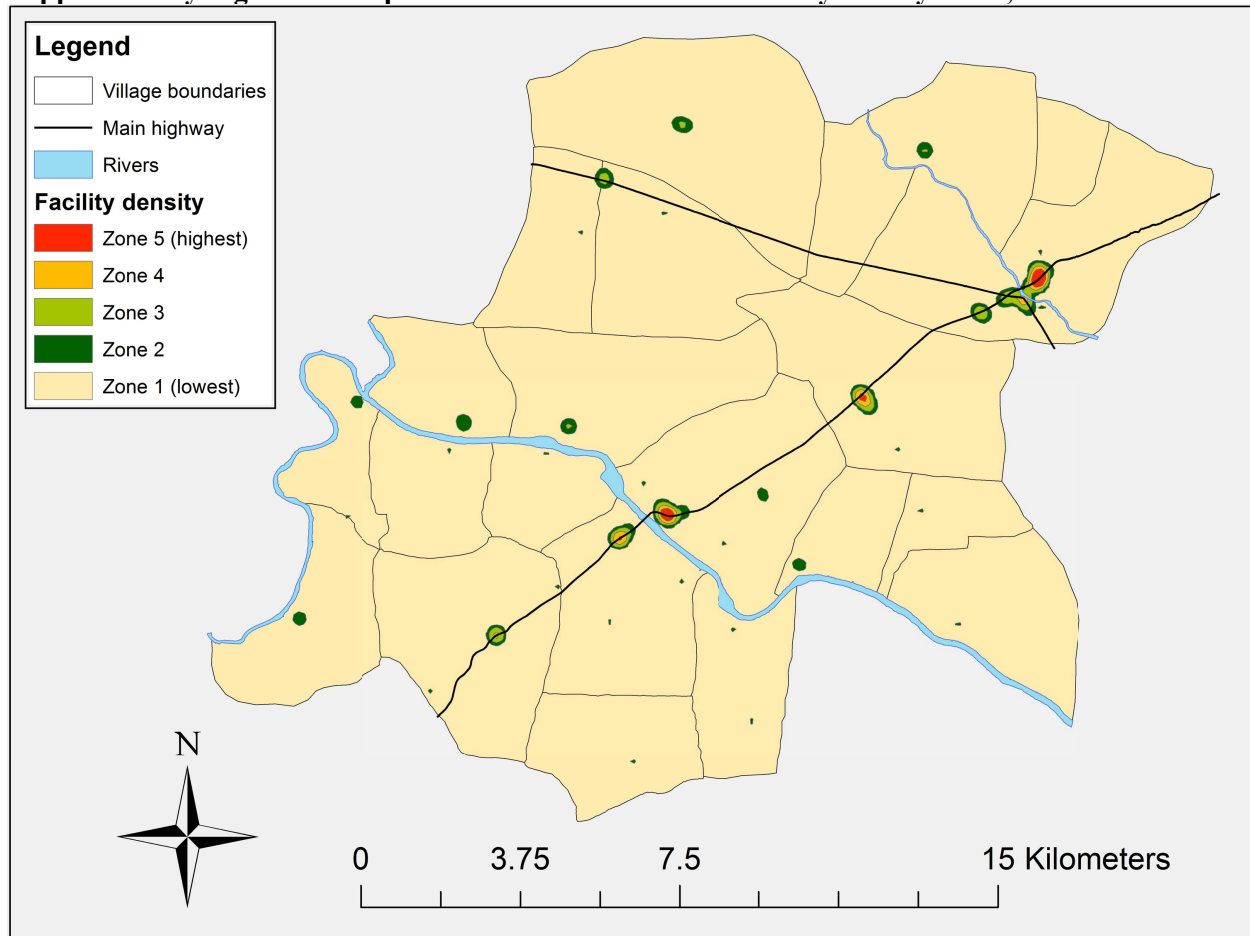 Legend
Village boundaries
Main highway
Rivers
Facility density
Zone 5 (highest)
Zone 4
Zone 3
Zone 2
Zone 1 (lowest)
N
0 3.75 7.5 15 Kilometers